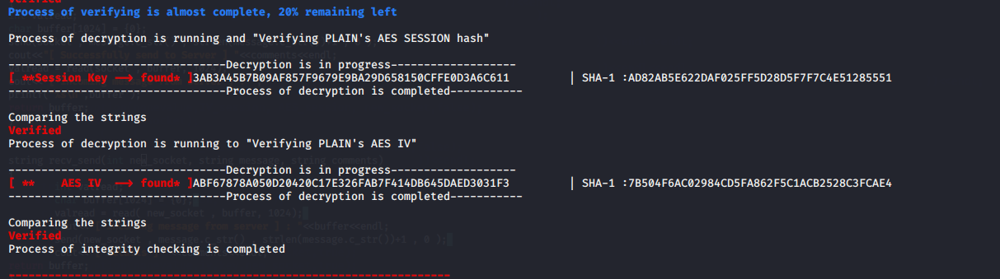 Verified
Process of verifying is almost complete, 20% remaining left
Process of decryption is running and "Verifying PLAIN's AES SESSION hash"
---------------------------------Decryption is in progress-------------------
[ **Session Key --> found* ]3AB3A45B7B09AF857F9679E9BA29D658150CFFE0D3A6C611 | SHA-1 :AD82AB5E622DAF025FF5D28D5F7F7C4E51285551
---------------------------------Process of decryption is completed-----------
Comparing the strings
Verified
Process of decryption is running to "Verifying PLAIN's AES IV"
---------------------------------Decryption is in progress-------------------
[ ** AES IV --> found* ]ABF67878A050D20420C17E326FAB7F414DB645DAED3031F3 | SHA-1 :7B504F6AC02984CD5FA862F5C1ACB2528C3FCAE4
---------------------------------Process of decryption is completed-----------
Comparing the strings
Verified
Process of integrity checking is completed
-------------------------------------------------------------------